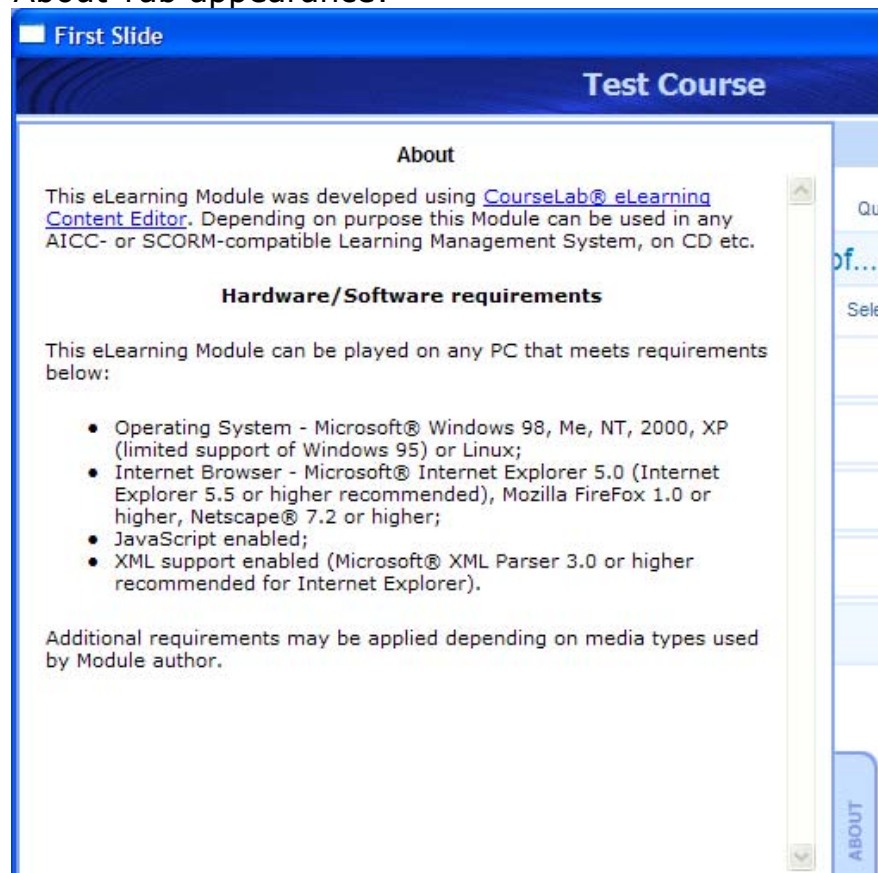 About Tab appearance:
First Slide
Test Course
About
This eLearning Module was developed using CourseLab® eLearning
Content Editor. Depending on purpose this Module can be used in any
AICC- or SCORM-compatible Learning Management System, on CD etc.
Hardware/Software requirements
This eLearning Module can be played on any PC that meets requirements
below:
• Operating System - Microsoft® Windows 98, Me, NT, 2000, XP
(limited support of Windows 95) or Linux;
• Internet Browser - Microsoft® Internet Explorer 5.0 (Internet
Explorer 5.5 or higher recommended), Mozilla FireFox 1.0 or
higher, Netscape® 7.2 or higher;
• JavaScript enabled;
• XML support enabled (Microsoft® XML Parser 3.0 or higher
recommended for Internet Explorer).
Additional requirements may be applied depending on media types used
by Module author.
Qu
of...
Sele
ABOUT